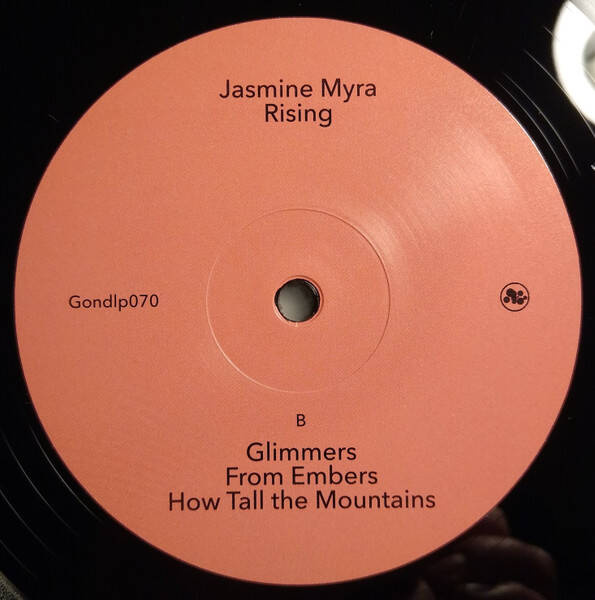 Jasmine Myra
Rising
Gondlp070
B
Glimmers
From Embers
How Tall the Mountains